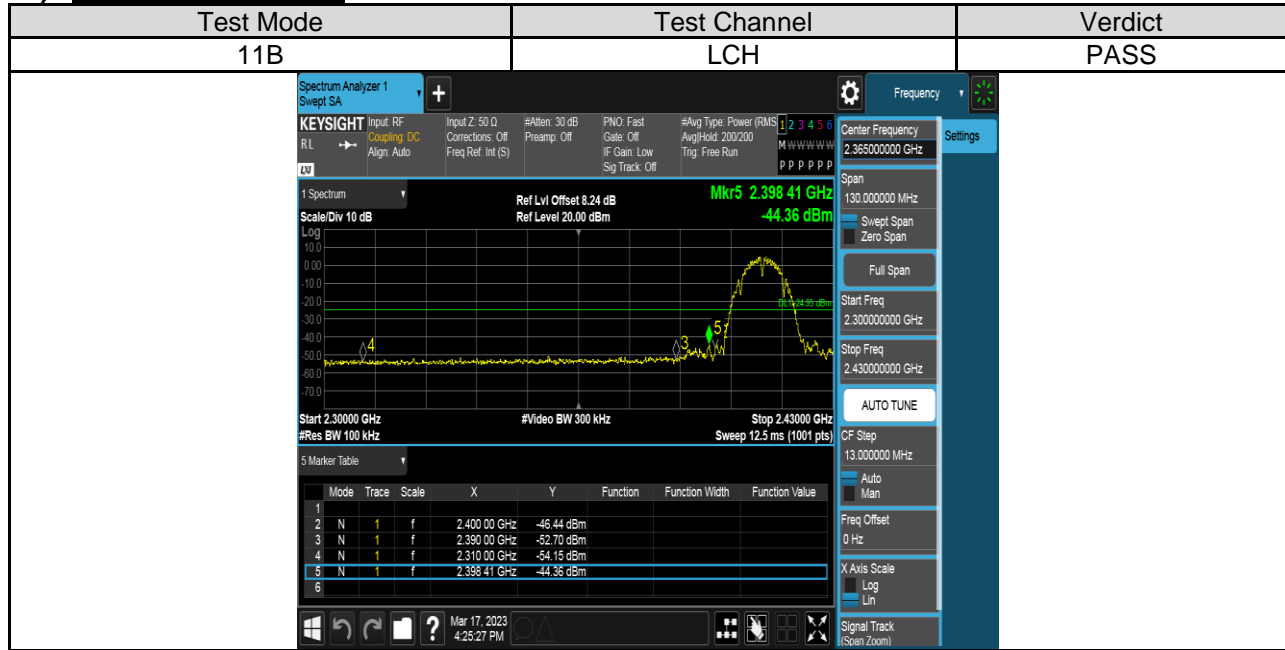 Test Mode Test Channel Verdict
11B LCH PASS
Spectrum Analyzer 1
Swept SA
+
Frequency
KEYSIGHT
RL
LXI
Input: RF
Coupling: DC
Align: Auto
Input Z: 50 Ω
Corrections: Off
Freq Ref: Int (S)
#Atten: 30 dB
Preamp: Off
PNO: Fast
Gate: Off
IF Gain: Low
Sig Track: Off
#Avg Type: Power (RMS
Avg|Hold: 200/200
Trig: Free Run
1 2 3 4 5 6
M W W W W W
P P P P P P
1 Spectrum
Scale/Div 10 dB
Ref Lvl Offset 8.24 dB
Ref Level 20.00 dBm
Mkr5 2.398 41 GHz
-44.36 dBm
Log
10.0
0.00
-10.0
-20.0
-30.0
-40.0
-50.0
-60.0
-70.0
DL1 -24.95 dBm
4
3
5
Start 2.30000 GHz
#Res BW 100 kHz
#Video BW 300 kHz
Stop 2.43000 GHz
Sweep 12.5 ms (1001 pts)
5 Marker Table
Mode Trace Scale X Y Function Function Width Function Value
1
2 N 1 f 2.400 00 GHz -46.44 dBm
3 N 1 f 2.390 00 GHz -52.70 dBm
4 N 1 f 2.310 00 GHz -54.15 dBm
5 N 1 f 2.398 41 GHz -44.36 dBm
6
?
Mar 17, 2023
4:25:27 PM
Settings
Center Frequency
2.365000000 GHz
Span
130.000000 MHz
Swept Span
Zero Span
Full Span
Start Freq
2.300000000 GHz
Stop Freq
2.430000000 GHz
AUTO TUNE
CF Step
13.000000 MHz
Auto
Man
Freq Offset
0 Hz
X Axis Scale
Log
Lin
Signal Track
(Span Zoom)